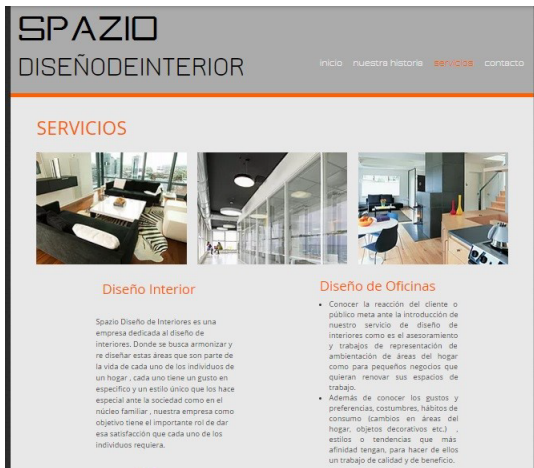 SPAZIO
DISEÑODEINTERIOR
inicio nuestra historia servicios contacto
SERVICIOS
Diseño Interior
Spazio Diseño de Interiores es una
empresa dedicada al diseño de
interiores. Donde se busca armonizar y
re diseñar estas áreas que son parte de
la vida de cada uno de los individuos de
un hogar , cada uno tiene un gusto en
especifico y un estilo único que los hace
especial ante la sociedad como en el
núcleo familiar , nuestra empresa como
objetivo tiene el importante rol de dar
esa satisfacción que cada uno de los
individuos requiera.
Diseño de Oficinas
• Conocer la reacción del cliente o
público meta ante la introducción de
nuestro servicio de diseño de
interiores como es el asesoramiento
y trabajos de representación de
ambientación de áreas del hogar
como para pequeños negocios que
quieran renovar sus espacios de
trabajo.
• Además de conocer los gustos y
preferencias, costumbres, hábitos de
consumo (cambios en áreas del
hogar, objetos decorativos etc.) ,
estilos o tendencias que más
afinidad tengan, para hacer de ellos
un trabajo de calidad y de beneficio.